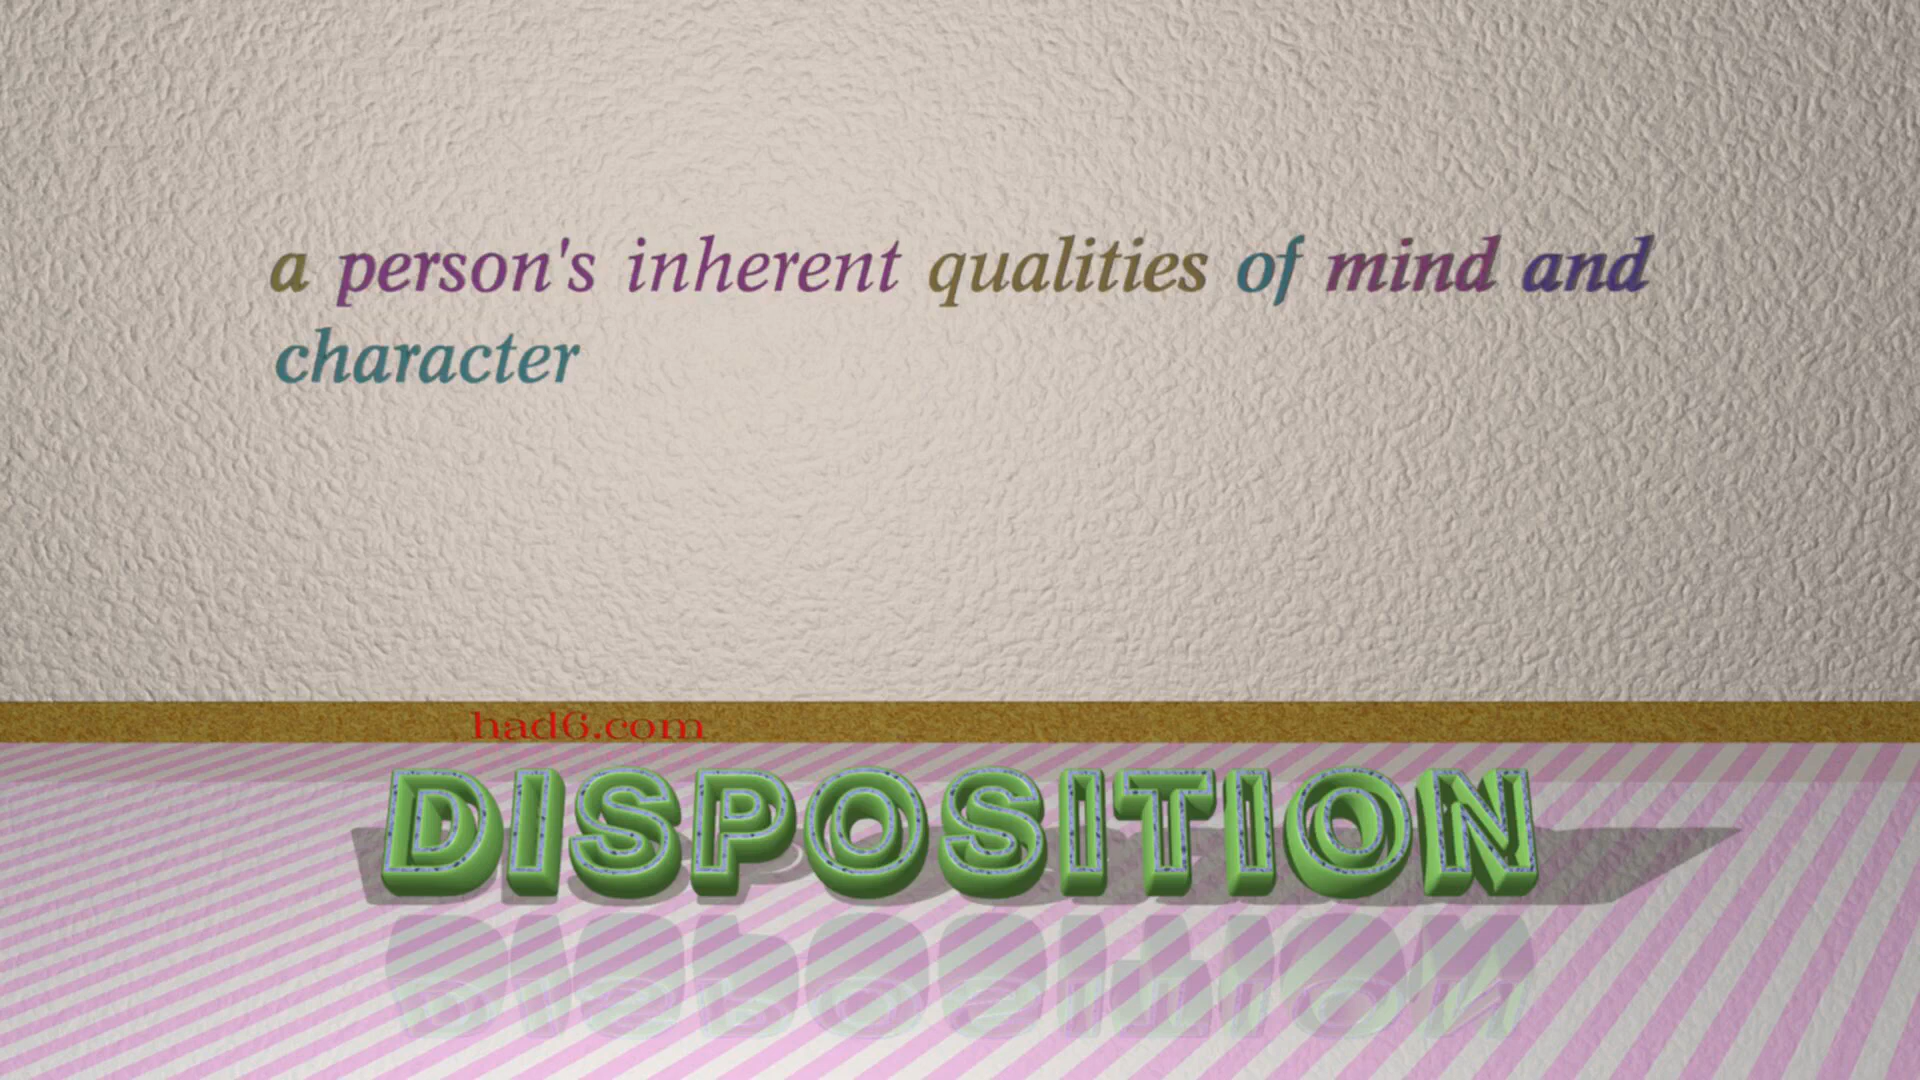 a person's inherent qualities of mind and
character
had6.com
DISPOSITION